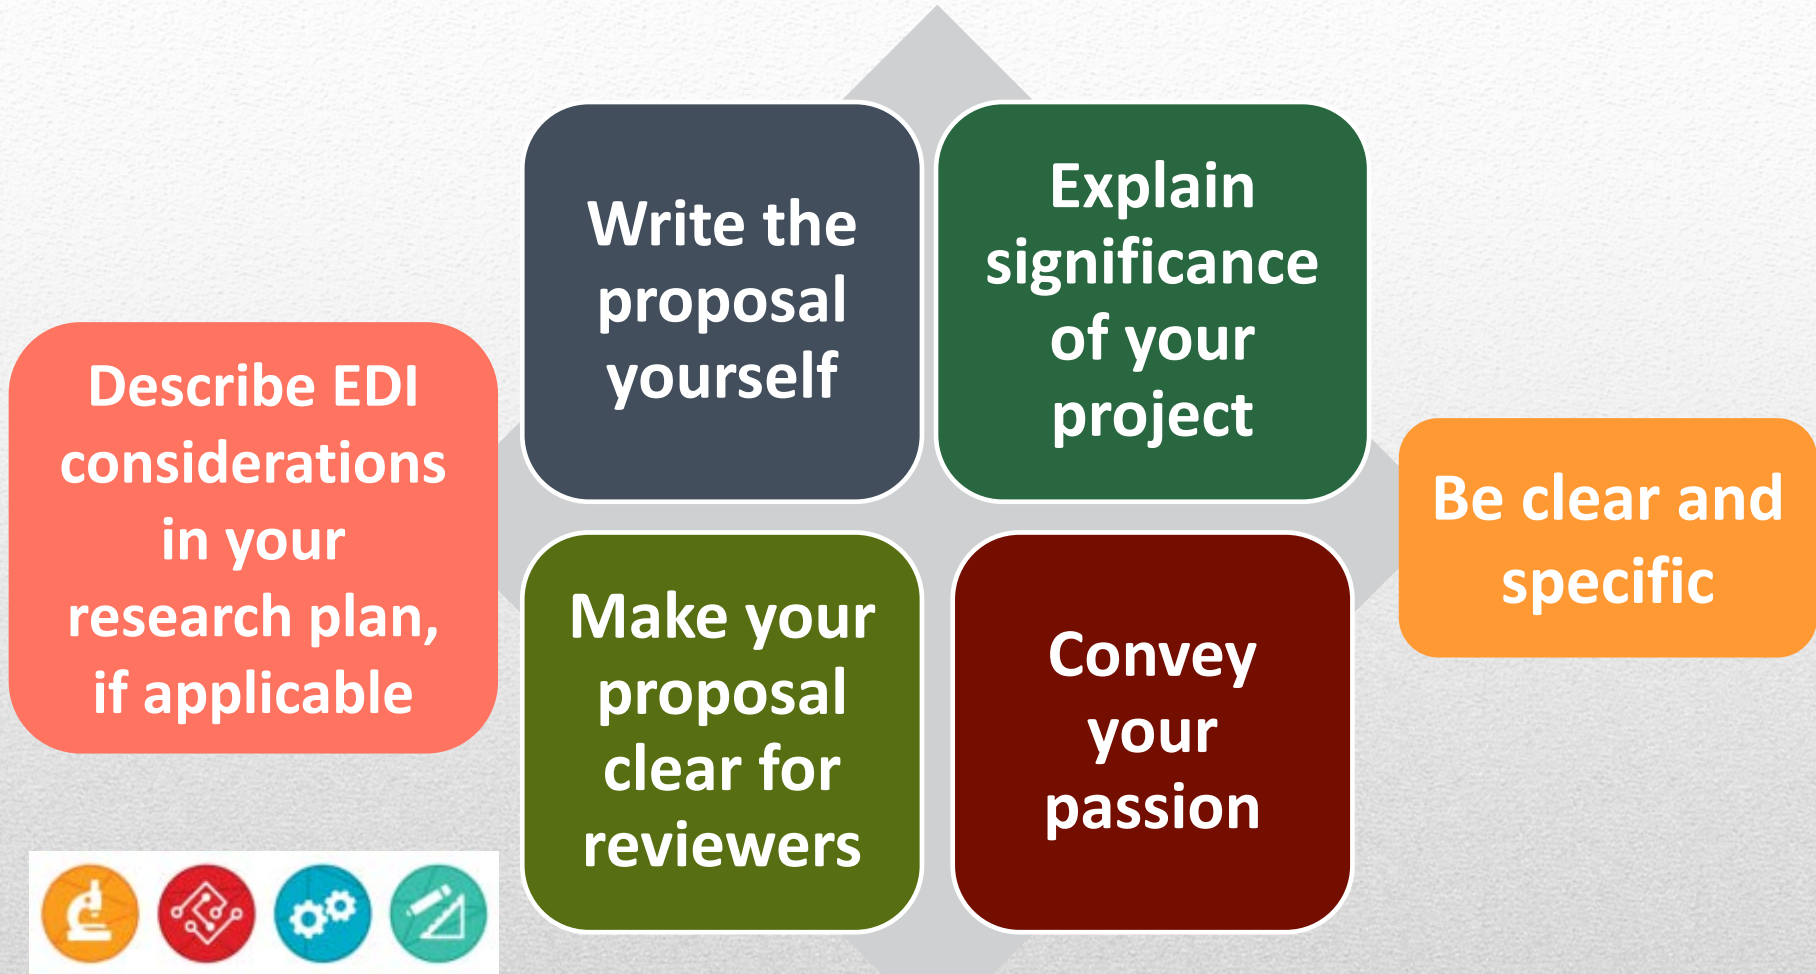 Describe EDI
considerations
in your
research plan,
if applicable
Write the
proposal
yourself
Explain
significance
of your
project
Make your
proposal
clear for
reviewers
Convey
your
passion
Be clear and
specific